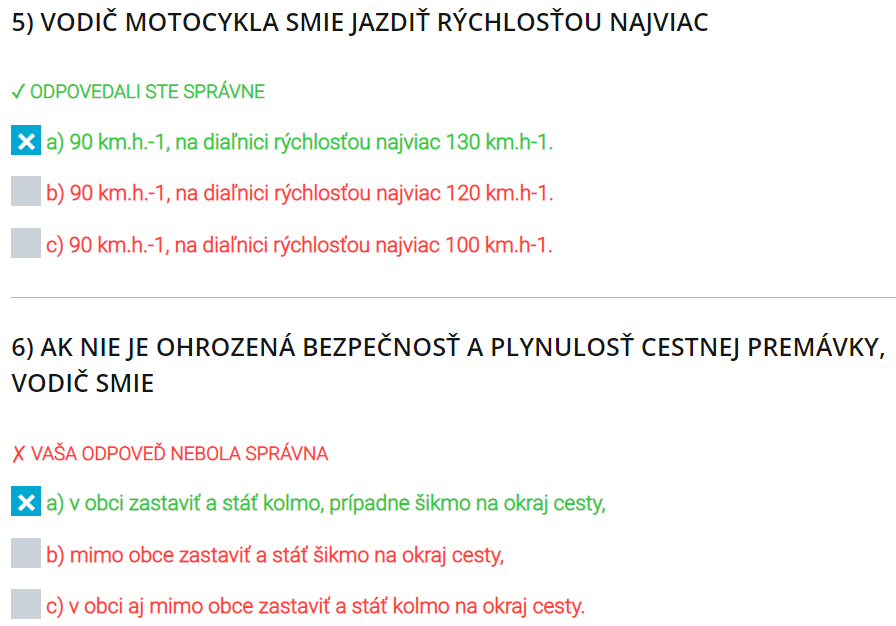 5) VODIČ MOTOCYKLA SMIE JAZDIŤ RÝCHLOSŤOU NAJVIAC
✓ ODPOVEDALI STE SPRÁVNE
a) 90 km.h.-1, na diaľnici rýchlosťou najviac 130 km.h-1.
b) 90 km.h.-1, na diaľnici rýchlosťou najviac 120 km.h-1.
c) 90 km.h.-1, na diaľnici rýchlosťou najviac 100 km.h-1.
6) AK NIE JE OHROZENÁ BEZPEČNOSŤ A PLYNULOSŤ CESTNEJ PREMÁVKY,
VODIČ SMIE
✗ VAŠA ODPOVEĎ NEBOLA SPRÁVNA
a) v obci zastaviť a stáť kolmo, prípadne šikmo na okraj cesty,
b) mimo obce zastaviť a stáť šikmo na okraj cesty,
c) v obci aj mimo obce zastaviť a stáť kolmo na okraj cesty.